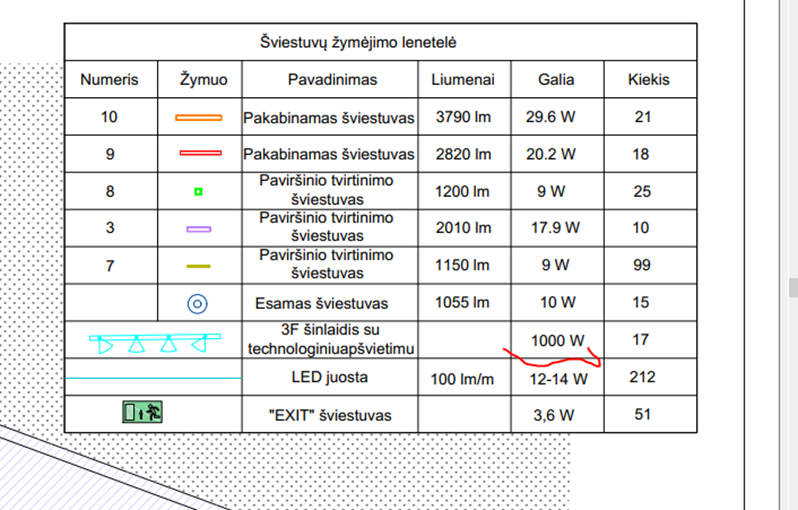 Šviestuvų žymėjimo lenetelė
Numeris Žymuo Pavadinimas Liumenai Galia Kiekis
10 Pakabinamas šviestuvas 3790 lm 29.6 W 21
9 Pakabinamas šviestuvas 2820 lm 20.2 W 18
8 Paviršinio tvirtinimo
šviestuvas 1200 lm 9 W 25
3 Paviršinio tvirtinimo
šviestuvas 2010 lm 17.9 W 10
7 Paviršinio tvirtinimo
šviestuvas 1150 lm 9 W 99
Esamas šviestuvas 1055 lm 10 W 15
3F šinlaidis su
technologiniuapšvietimu 1000 W 17
LED juosta 100 lm/m 12-14 W 212
"EXIT" šviestuvas 3,6 W 51